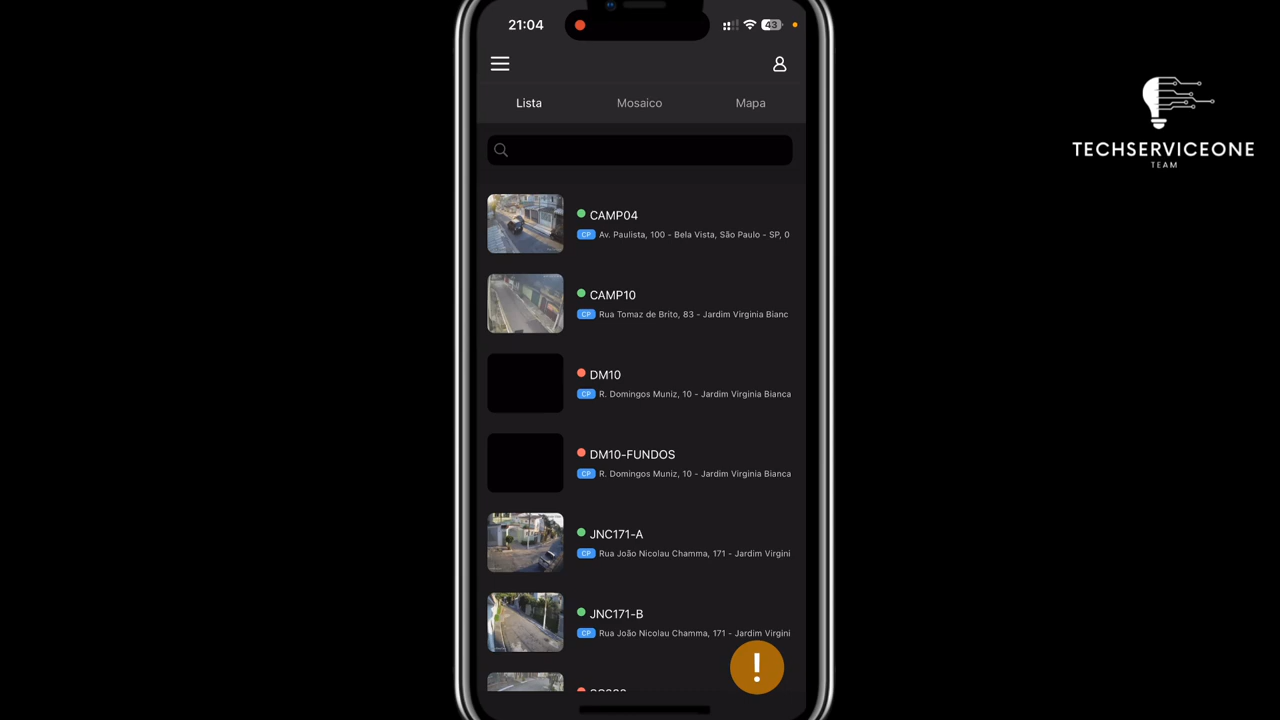 21:04
43
Lista
Mosaico
Mapa
CAMP04
CP Av. Paulista, 100 - Bela Vista, São Paulo - SP, 0
CAMP10
CP Rua Tomaz de Brito, 83 - Jardim Virginia Bianc
DM10
CP R. Domingos Muniz, 10 - Jardim Virginia Bianca
DM10-FUNDOS
CP R. Domingos Muniz, 10 - Jardim Virginia Bianca
JNC171-A
CP Rua João Nicolau Chamma, 171 - Jardim Virgini
JNC171-B
CP Rua João Nicolau Chamma, 171 - Jardim Virgini
!
TECHSERVICEONE
TEAM